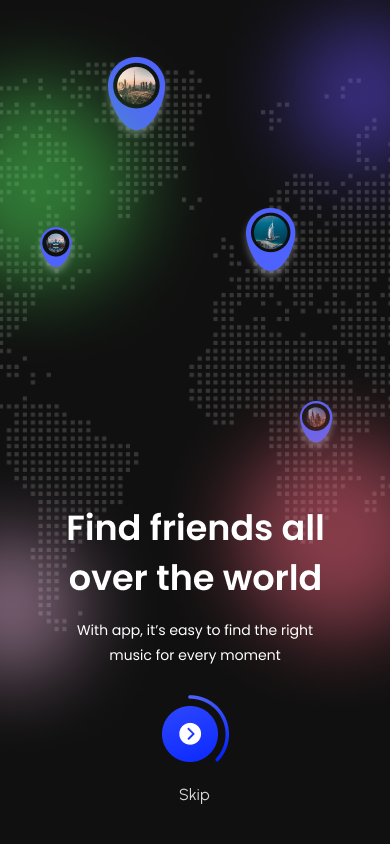 Find friends all
over the world
With app, it’s easy to find the right
music for every moment
Skip